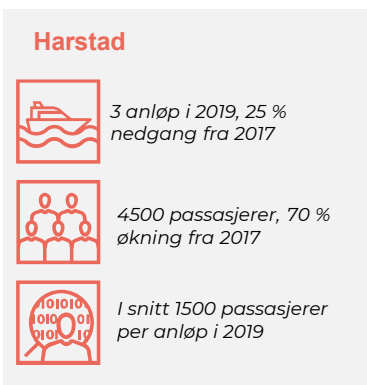 Harstad
3 anløp i 2019, 25 %
nedgang fra 2017
4500 passasjerer, 70 %
økning fra 2017
I snitt 1500 passasjerer
per anløp i 2019